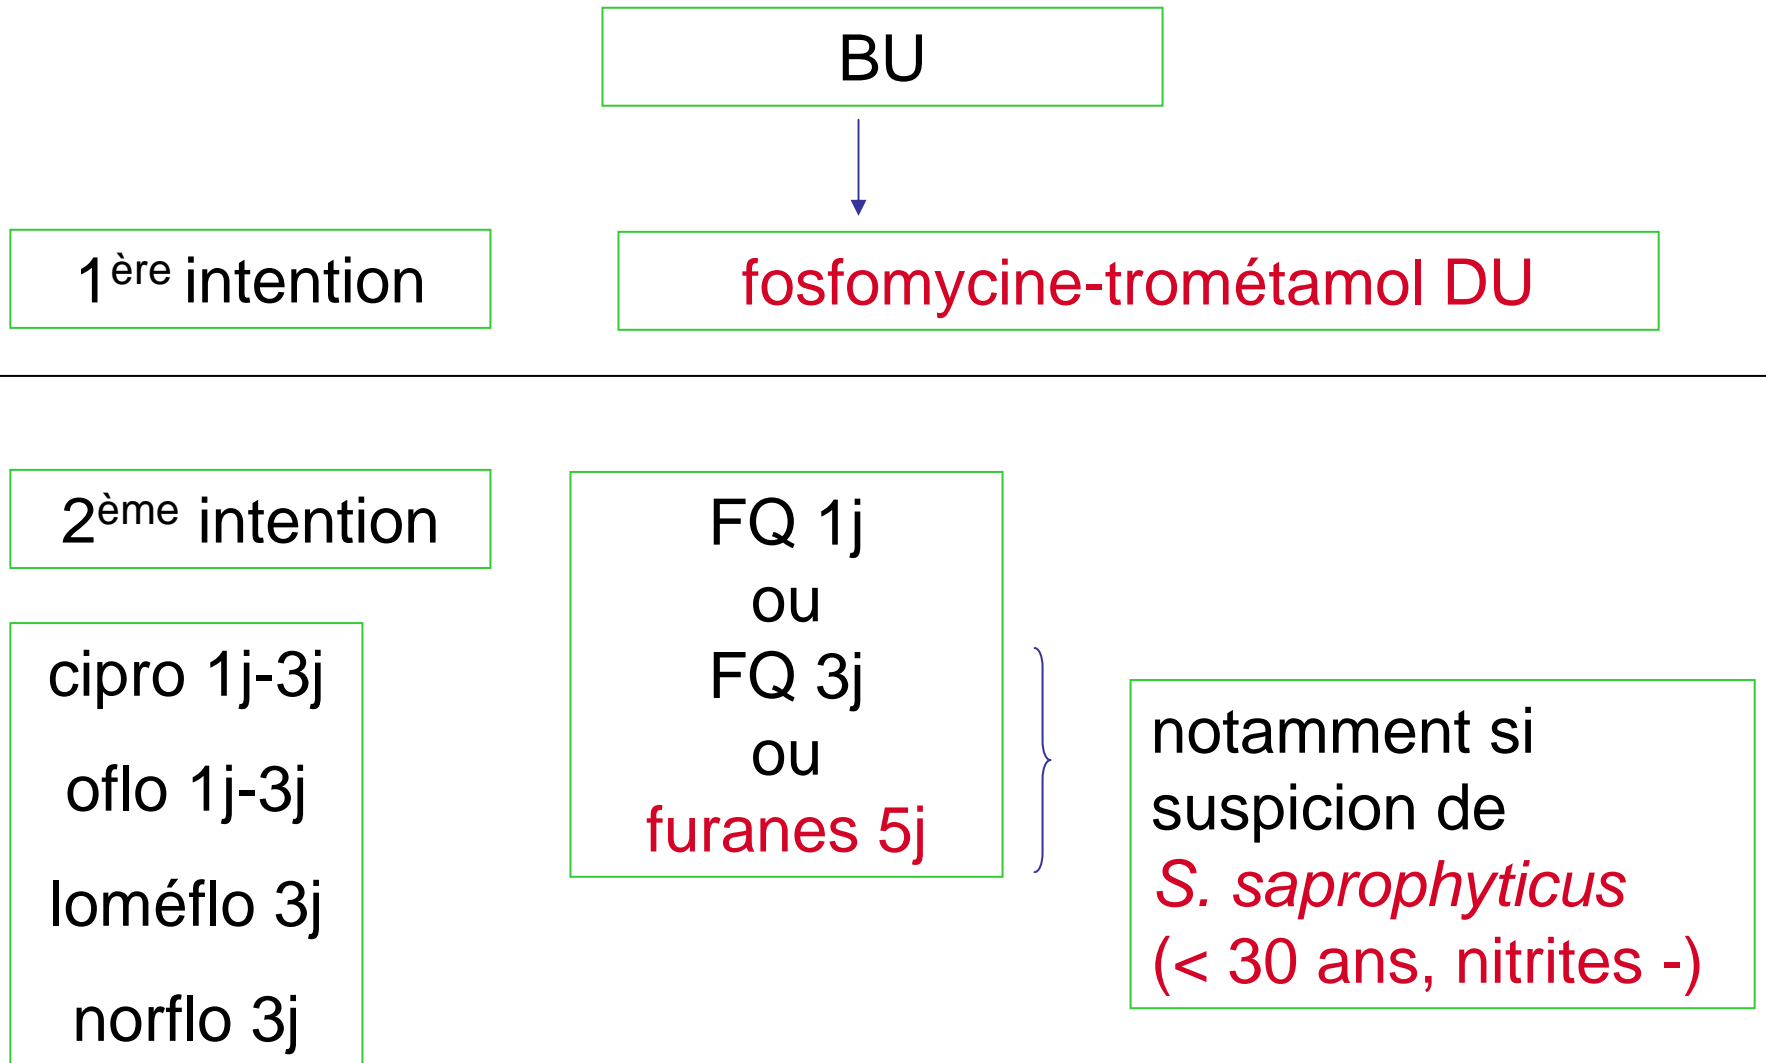 BU
1ère intention
fosfomycine-trométamol DU
2ème intention
FQ 1j
ou
FQ 3j
ou
furanes 5j
cipro 1j-3j
oflo 1j-3j
loméflo 3j
norflo 3j
notamment si
suspicion de
S. saprophyticus
(< 30 ans, nitrites -)